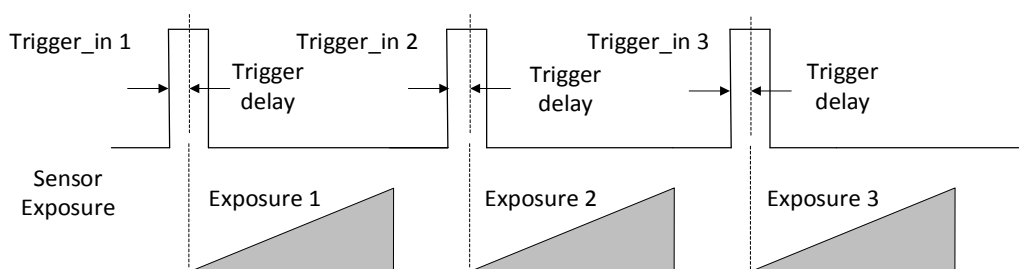 Trigger_in 1
Trigger_in 2
Trigger_in 3
Trigger
delay
Trigger
delay
Trigger
delay
Sensor
Exposure
Exposure 1
Exposure 2
Exposure 3